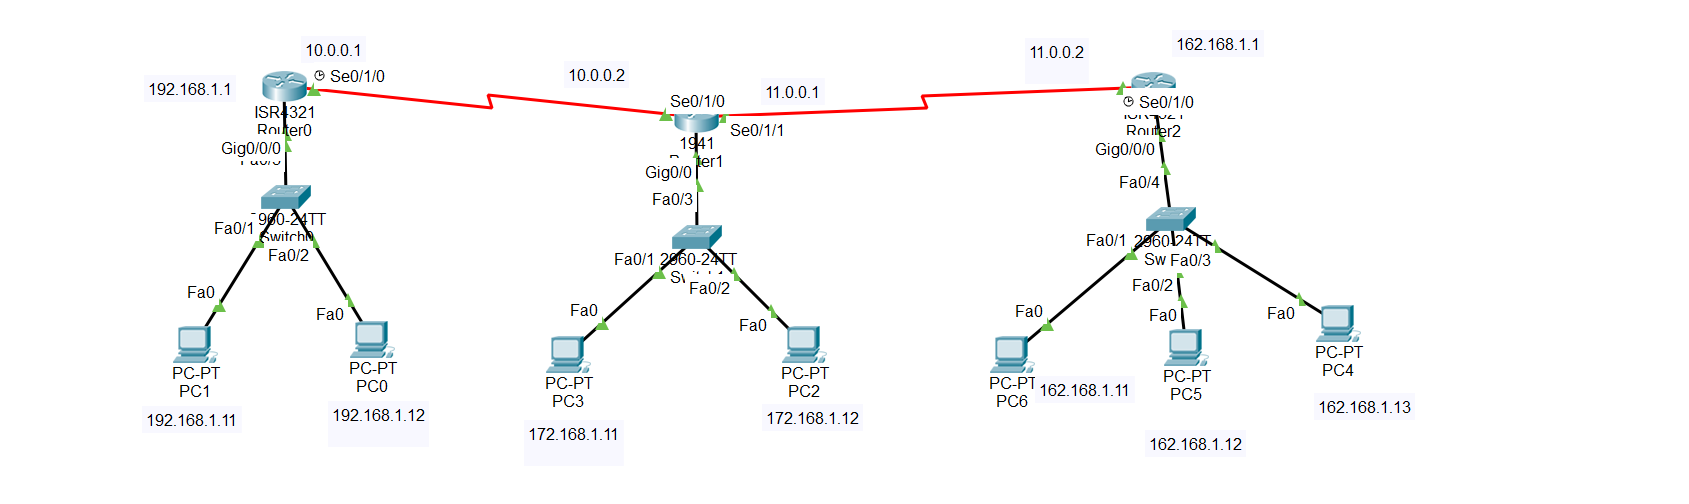 10.0.0.1
Se0/1/0
192.168.1.1
ISR4321
Router0
Gig0/0/0
Fa0/1
2960-24TT
Switch0
Fa0/2
Fa0
Fa0
PC-PT
PC1
PC-PT
PC0
192.168.1.11
192.168.1.12
10.0.0.2
Se0/1/0
11.0.0.1
Se0/1/1
1941
Router1
Gig0/0
Fa0/3
Fa0/1
2960-24TT
Fa0/2
Fa0
Fa0
PC-PT
PC3
PC-PT
PC2
172.168.1.11
172.168.1.12
11.0.0.2
162.168.1.1
Se0/1/0
ISR4321
Router2
Gig0/0/0
Fa0/4
Fa0/1
2960-24TT
Sw
Fa0/3
Fa0/2
Fa0
Fa0
Fa0
PC-PT
PC6
162.168.1.11
PC-PT
PC5
PC-PT
PC4
162.168.1.13
162.168.1.12